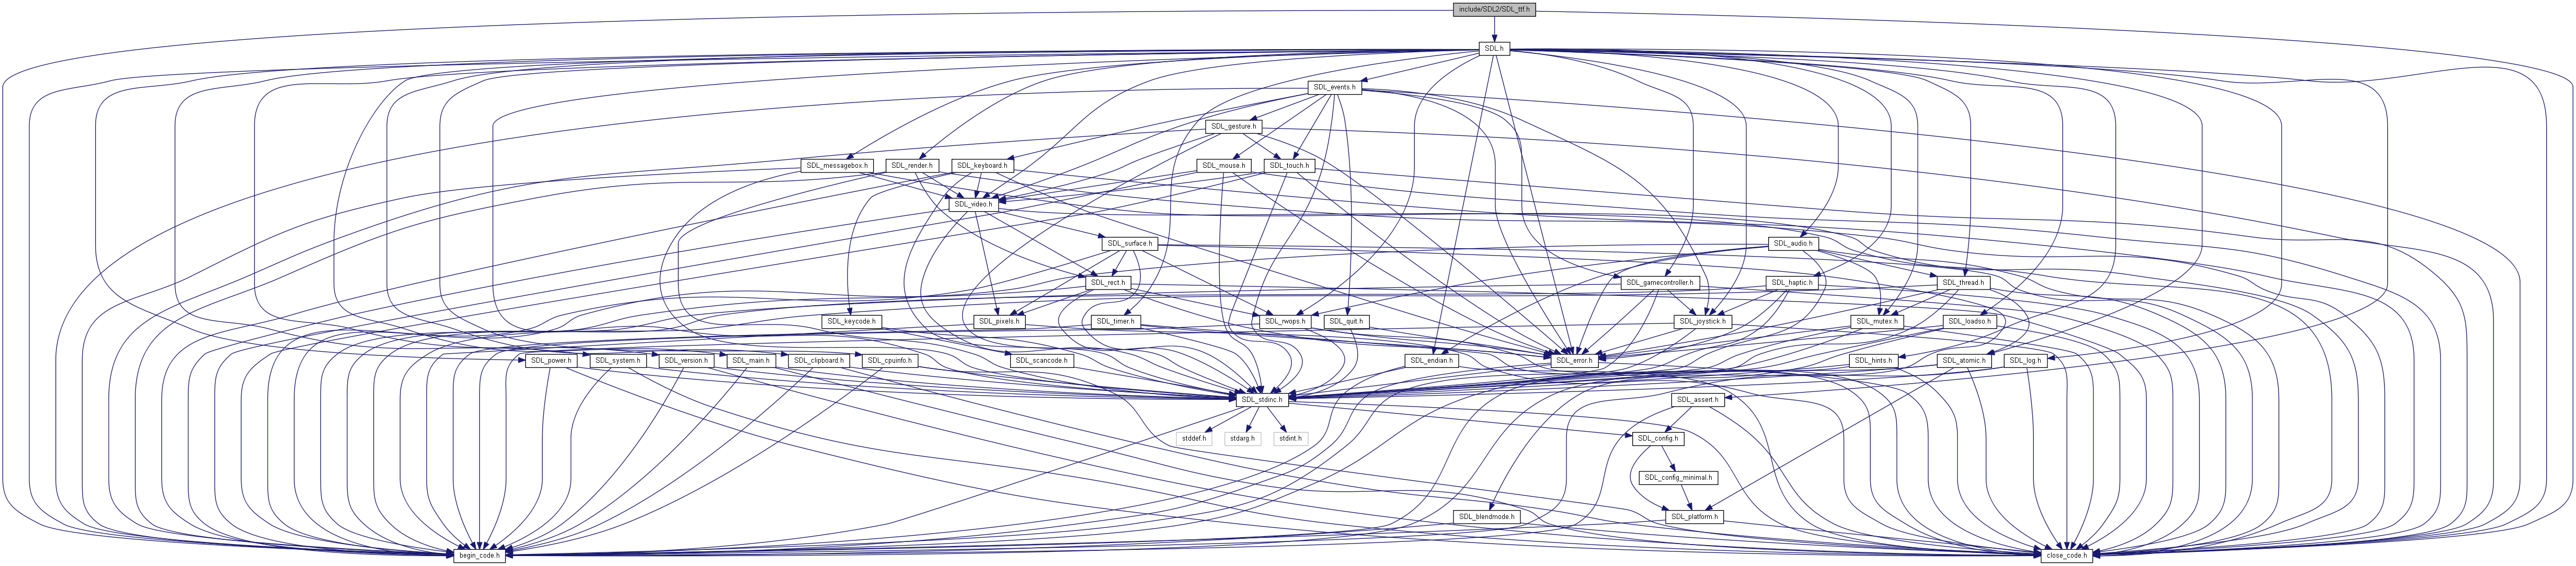 include/SDL2/SDL_ttf.h
SDL.h
SDL_events.h
SDL_gesture.h
SDL_messagebox.h
SDL_render.h
SDL_keyboard.h
SDL_mouse.h
SDL_touch.h
SDL_video.h
SDL_surface.h
SDL_audio.h
SDL_rect.h
SDL_gamecontroller.h
SDL_haptic.h
SDL_thread.h
SDL_keycode.h
SDL_pixels.h
SDL_timer.h
SDL_rwops.h
SDL_quit.h
SDL_joystick.h
SDL_mutex.h
SDL_loadso.h
SDL_power.h
SDL_system.h
SDL_version.h
SDL_main.h
SDL_clipboard.h
SDL_cpuinfo.h
SDL_scancode.h
SDL_endian.h
SDL_error.h
SDL_hints.h
SDL_atomic.h
SDL_log.h
SDL_stdinc.h
SDL_assert.h
stddef.h
stdarg.h
stdint.h
SDL_config.h
SDL_config_minimal.h
SDL_blendmode.h
SDL_platform.h
begin_code.h
close_code.h